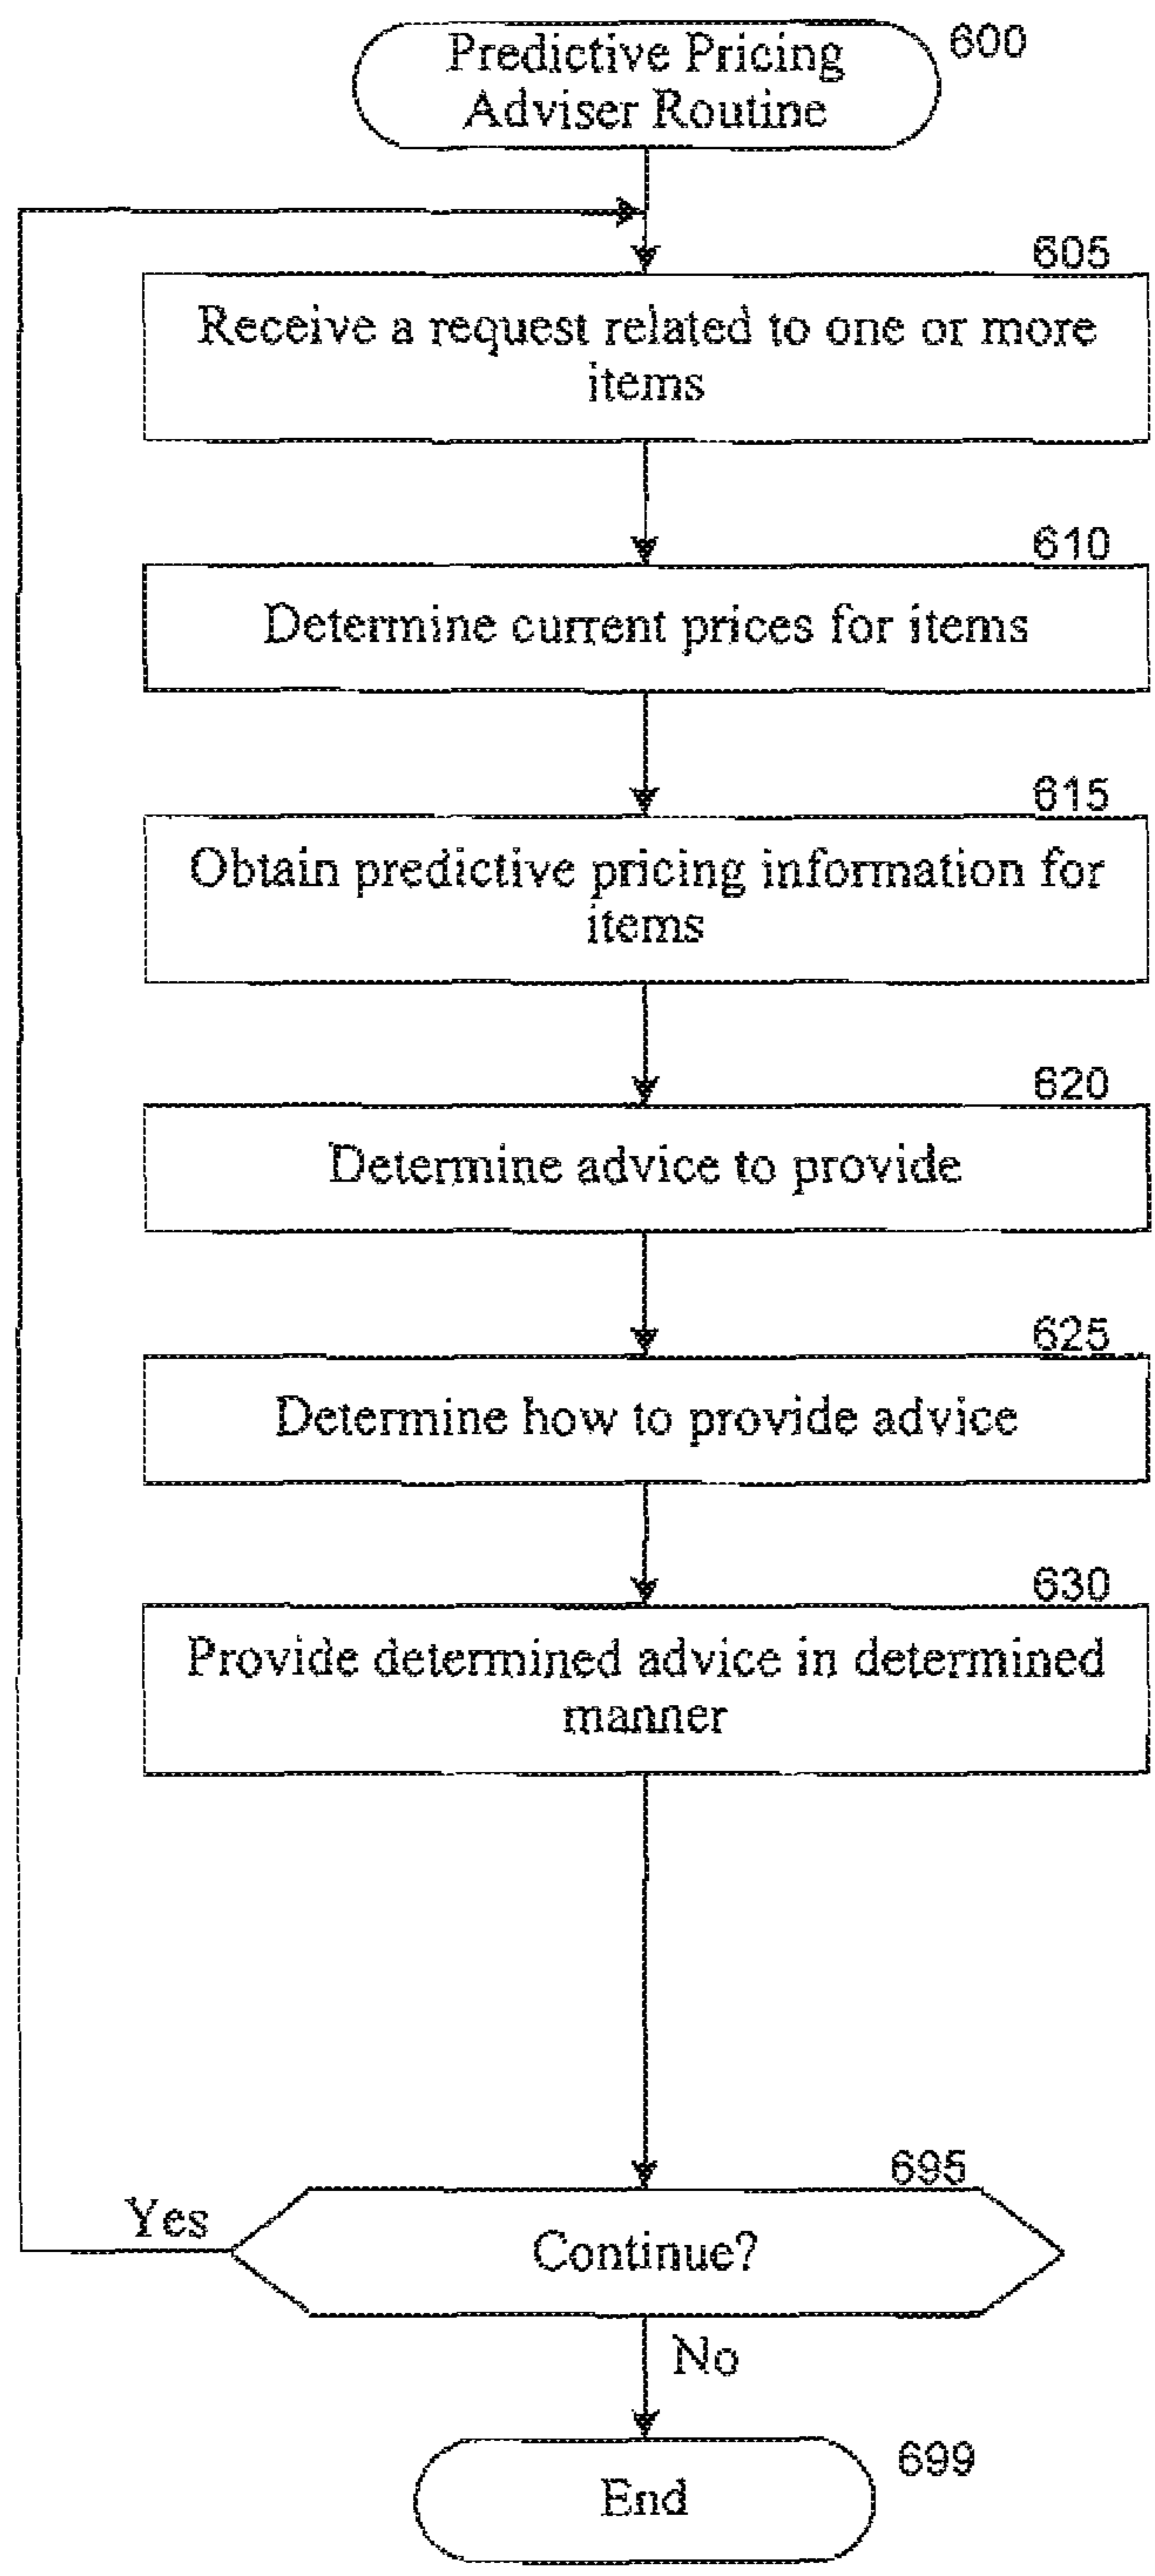 Predictive Pricing
Adviser Routine
600
605
Receive a request related to one or more
items
610
Determine current prices for items
615
Obtain predictive pricing information for
items
620
Determine advice to provide
625
Determine how to provide advice
630
Provide determined advice in determined
manner
695
Yes
Continue?
No
699
End